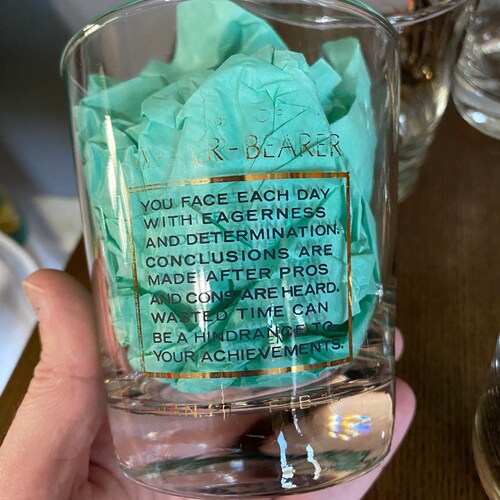 OF
-BEARER
YOU FACE EACH DAY
WITH EAGERNESS
AND DETERMINATION.
CONCLUSIONS ARE
MADE AFTER PROS
AND CONS ARE HEARD.
WASTED TIME CAN
BE A HINDRANCE TO
YOUR ACHIEVEMENTS.